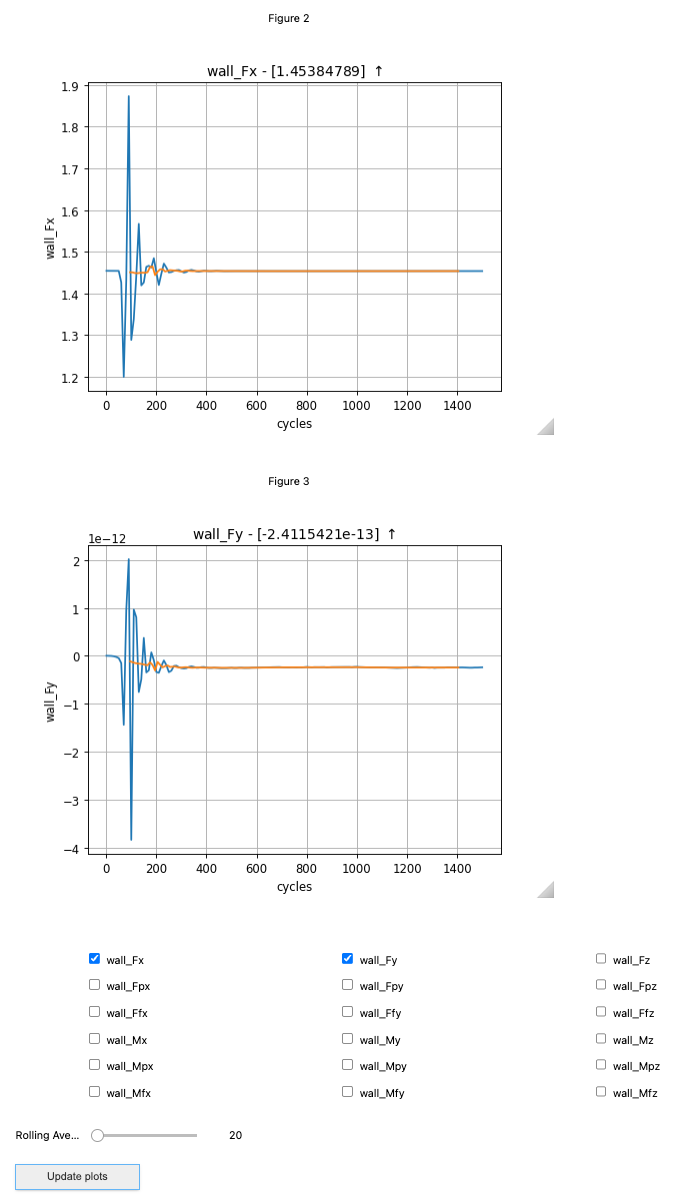 Figure 2
wall_Fx - [1.45384789] ↑
1.9
1.8
1.7
1.6
1.5
1.4
1.3
1.2
wall_Fx
0 200 400 600 800 1000 1200 1400
cycles
Figure 3
wall_Fy - [-2.4115421e-13] ↑
1e−12
2
1
0
−1
−2
−3
−4
wall_Fy
0 200 400 600 800 1000 1200 1400
cycles
wall_Fx wall_Fy wall_Fz
wall_Fpx wall_Fpy wall_Fpz
wall_Ffx wall_Ffy wall_Ffz
wall_Mx wall_My wall_Mz
wall_Mpx wall_Mpy wall_Mpz
wall_Mfx wall_Mfy wall_Mfz
Rolling Ave... 20
Update plots